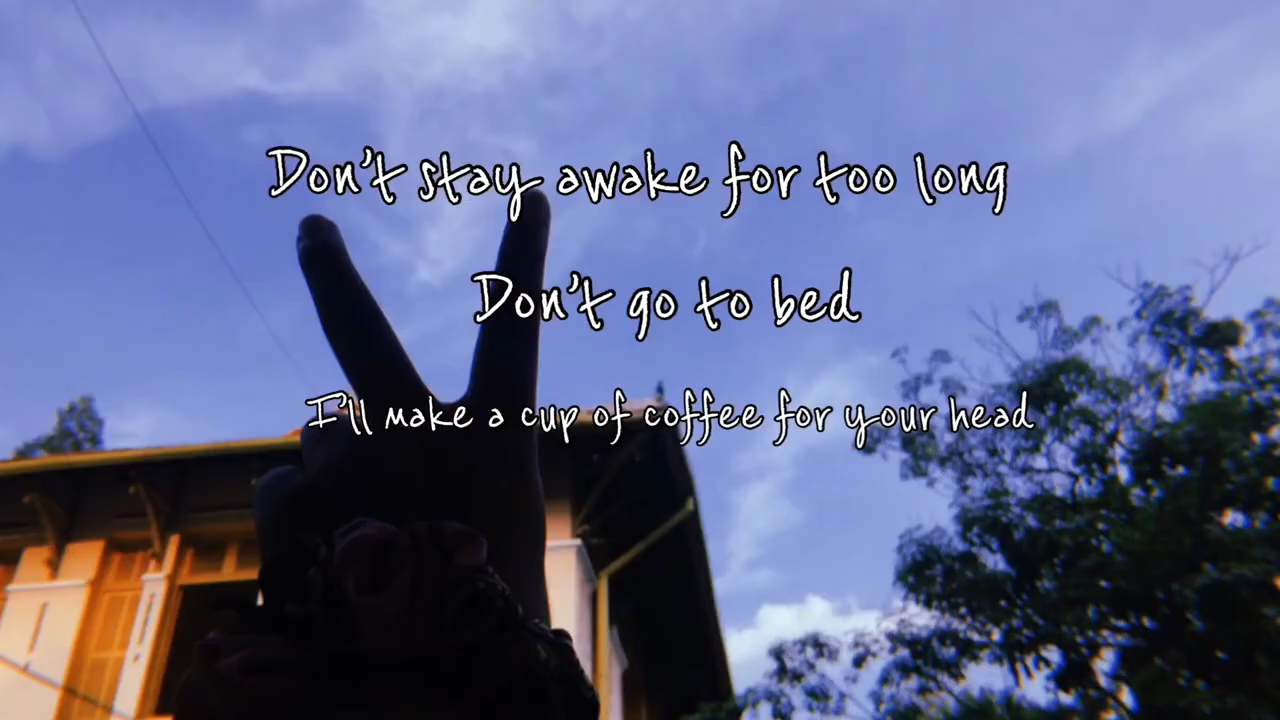 Don't stay awake for too long
Don't go to bed
I'll make a cup of coffee for your head